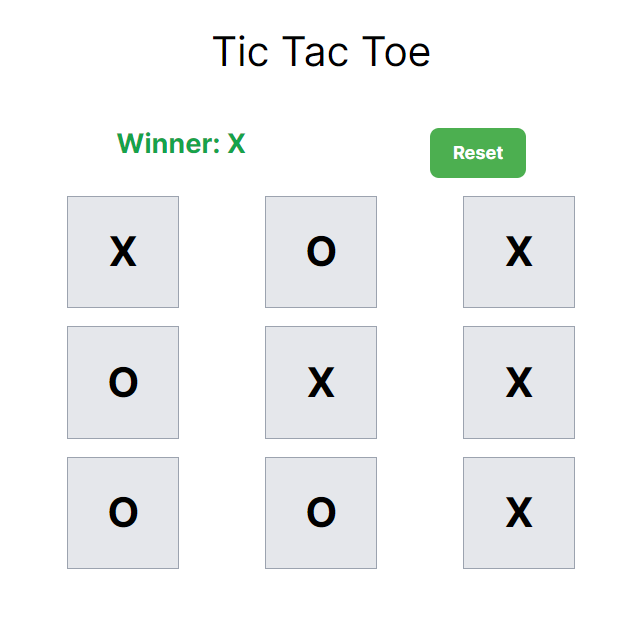 Tic Tac Toe
Winner: X
Reset
X O X
O X X
O O X